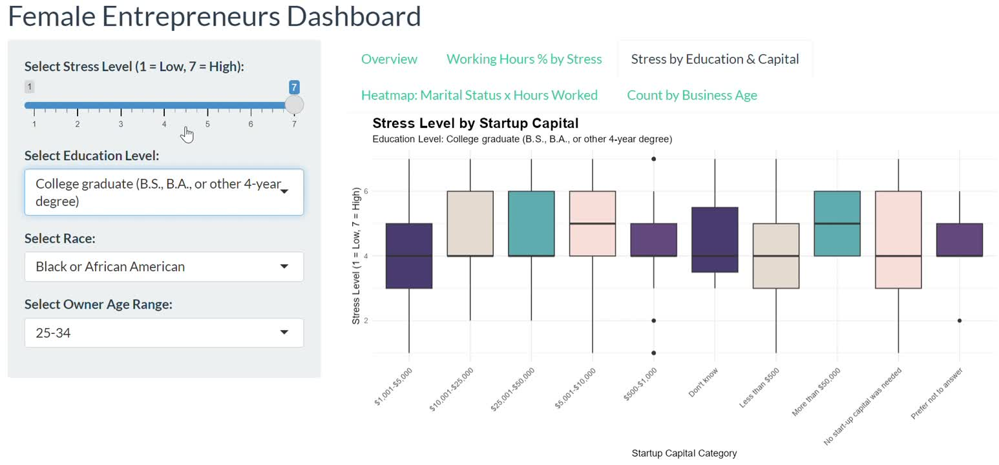 Female Entrepreneurs Dashboard
Select Stress Level (1 = Low, 7 = High):
1
7
1 2 3 4 5 6 7
Select Education Level:
College graduate (B.S., B.A., or other 4-year
degree)
Select Race:
Black or African American
Select Owner Age Range:
25-34
Overview
Working Hours % by Stress
Stress by Education & Capital
Heatmap: Marital Status x Hours Worked
Count by Business Age
Stress Level by Startup Capital
Education Level: College graduate (B.S., B.A., or other 4-year degree)
Stress Level (1 = Low, 7 = High)
6
4
2
$1,001-$5,000
$10,001-$25,000
$25,001-$50,000
$5,001-$10,000
$500-$1,000
Don't know
Less than $500
More than $50,000
No start-up capital was needed
Prefer not to answer
Startup Capital Category